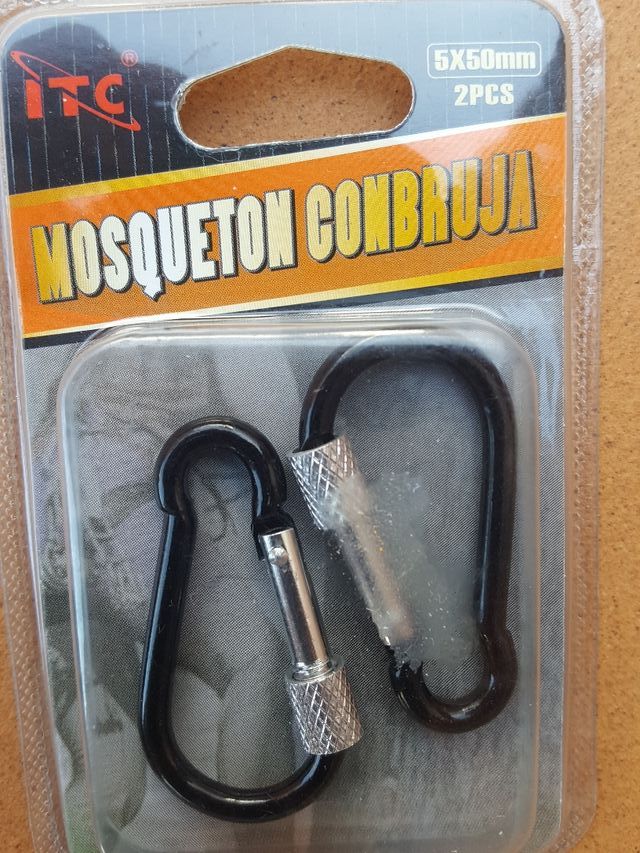 ITC®
5X50mm
2PCS
MOSQUETON CONBRUJA